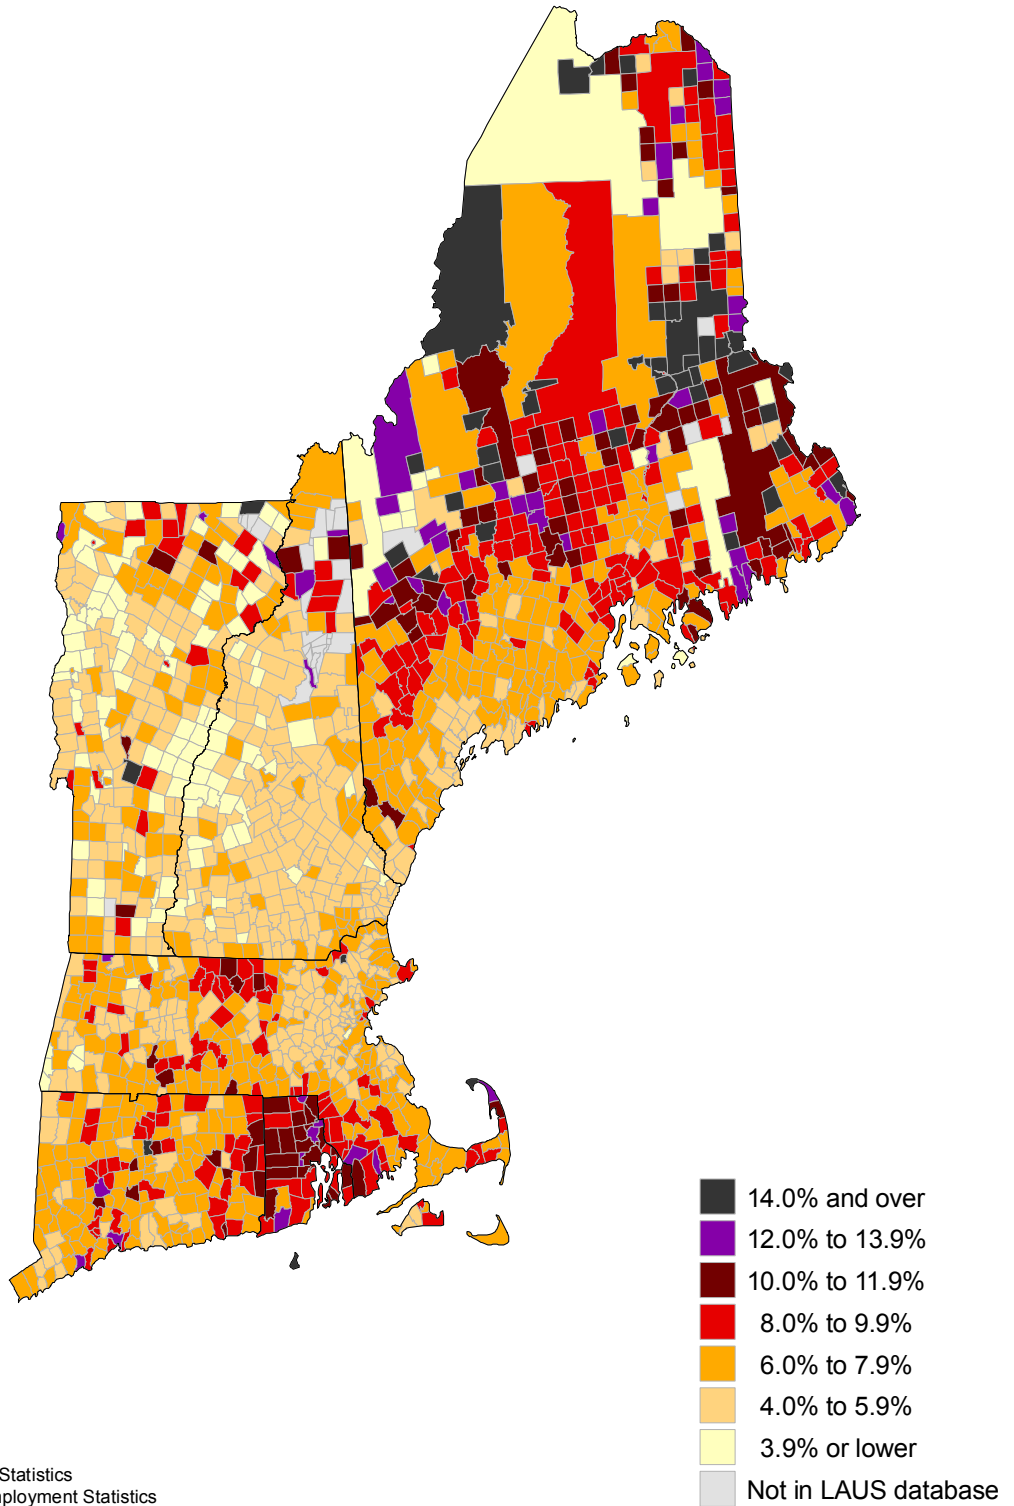 14.0% and over
12.0% to 13.9%
10.0% to 11.9%
8.0% to 9.9%
6.0% to 7.9%
4.0% to 5.9%
3.9% or lower
Not in LAUS database
Statistics
ployment Statistics